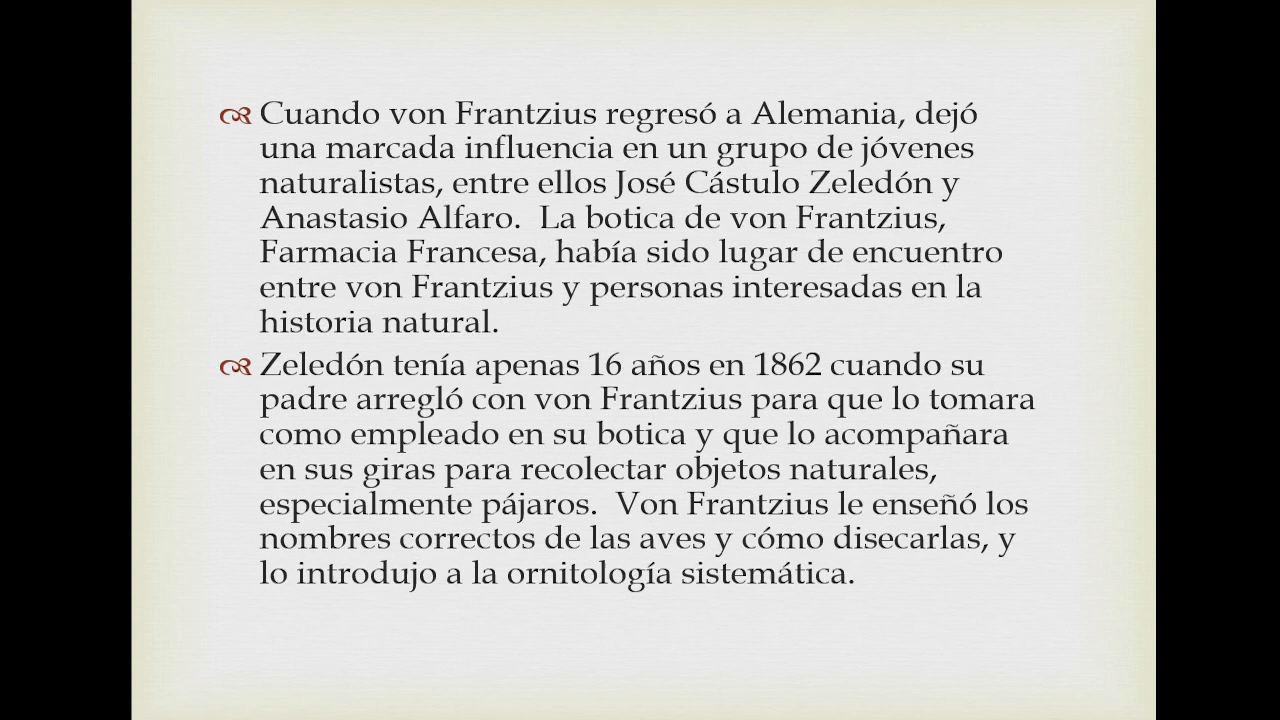 Cuando von Frantzius regresó a Alemania, dejó
una marcada influencia en un grupo de jóvenes
naturalistas, entre ellos José Cástulo Zeledón y
Anastasio Alfaro.  La botica de von Frantzius,
Farmacia Francesa, había sido lugar de encuentro
entre von Frantzius y personas interesadas en la
historia natural.
Zeledón tenía apenas 16 años en 1862 cuando su
padre arregló con von Frantzius para que lo tomara
como empleado en su botica y que lo acompañara
en sus giras para recolectar objetos naturales,
especialmente pájaros.  Von Frantzius le enseñó los
nombres correctos de las aves y cómo disecarlas, y
lo introdujo a la ornitología sistemática.